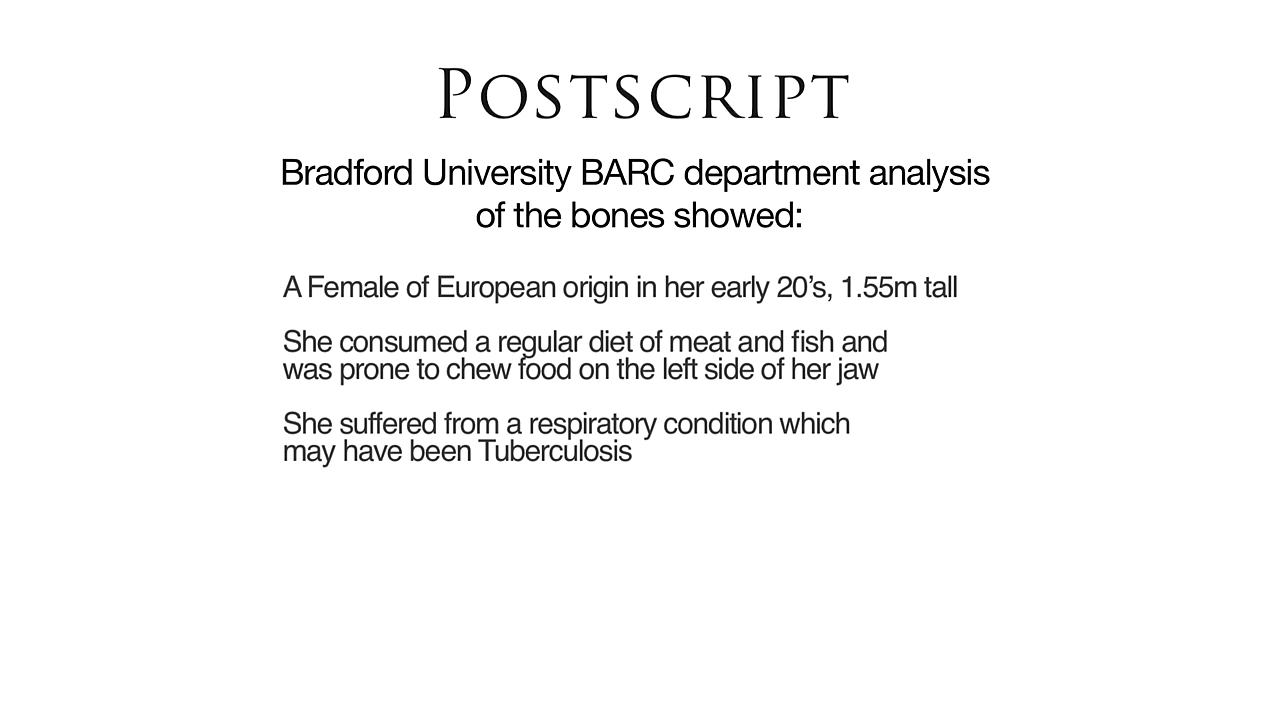 Postscript
Bradford University BARC department analysis
of the bones showed:
A Female of European origin in her early 20’s, 1.55m tall
She consumed a regular diet of meat and fish and
was prone to chew food on the left side of her jaw
She suffered from a respiratory condition which
may have been Tuberculosis